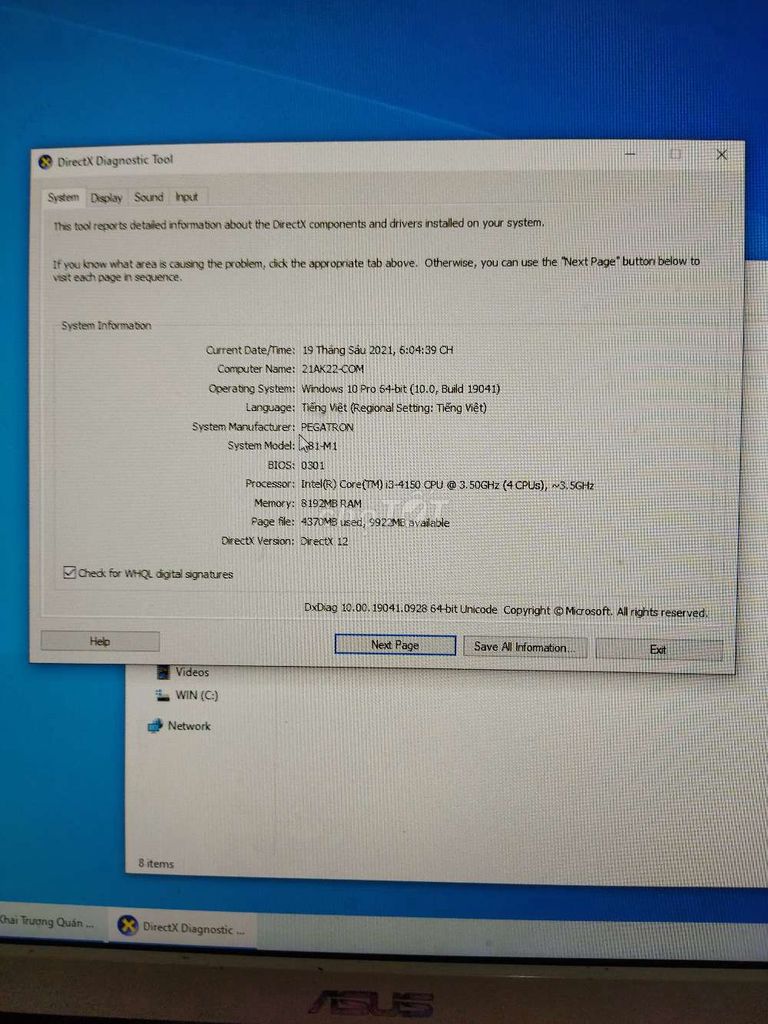 DirectX Diagnostic Tool
System Display Sound Input
This tool reports detailed information about the DirectX components and drivers installed on your system.
If you know what area is causing the problem, click the appropriate tab above. Otherwise, you can use the "Next Page" button below to
visit each page in sequence.
System Information
Current Date/Time: 19 Tháng Sáu 2021, 6:04:39 CH
Computer Name: 21AK22-COM
Operating System: Windows 10 Pro 64-bit (10.0, Build 19041)
Language: Tiếng Việt (Regional Setting: Tiếng Việt)
System Manufacturer: PEGATRON
System Model: 81-M1
BIOS: 0301
Processor: Intel(R) Core(TM) i3-4150 CPU @ 3.50GHz (4 CPUs), ~3.5GHz
Memory: 8192MB RAM
Page file: 4370MB used, 9922MB available
DirectX Version: DirectX 12
chợTỐT
Check for WHQL digital signatures
DxDiag 10.00.19041.0928 64-bit Unicode Copyright © Microsoft. All rights reserved.
Help Next Page Save All Information... Exit
Videos
WIN (C:)
Network
8 items
Khai Trương Quán ... DirectX Diagnostic ...
ASUS